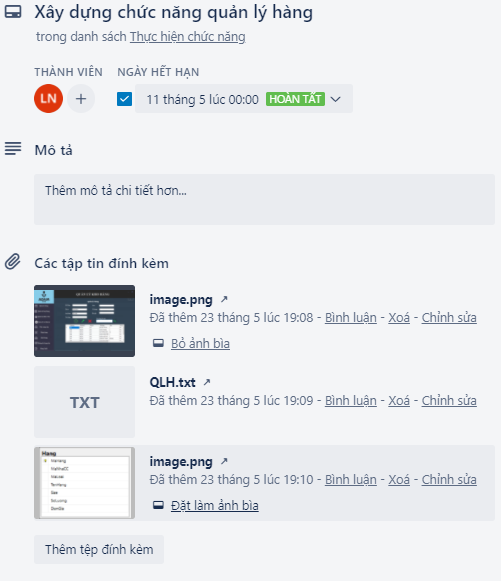 Xây dựng chức năng quản lý hàng
trong danh sách Thực hiện chức năng
THÀNH VIÊN NGÀY HẾT HẠN
LN + 11 tháng 5 lúc 00:00 HOÀN TẤT
Mô tả
Thêm mô tả chi tiết hơn...
Các tập tin đính kèm
image.png ↗
Đã thêm 23 tháng 5 lúc 19:08 - Bình luận - Xoá - Chỉnh sửa
Bỏ ảnh bìa
TXT
QLH.txt ↗
Đã thêm 23 tháng 5 lúc 19:09 - Bình luận - Xoá - Chỉnh sửa
Hang
image.png ↗
Đã thêm 23 tháng 5 lúc 19:10 - Bình luận - Xoá - Chỉnh sửa
Đặt làm ảnh bìa
Thêm tệp đính kèm